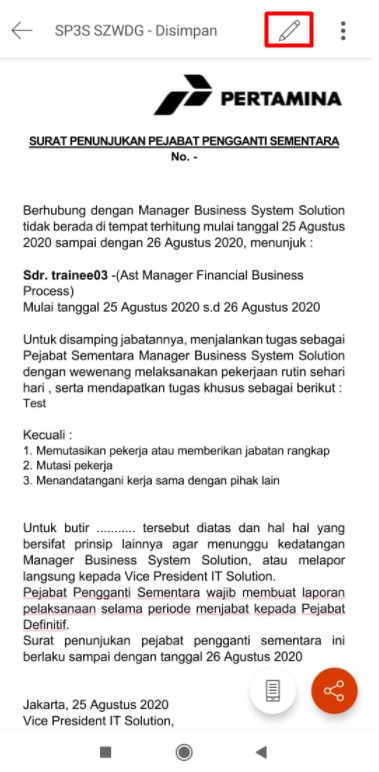 SP3S SZWDG - Disimpan
PERTAMINA
SURAT PENUNJUKAN PEJABAT PENGGANTI SEMENTARA
No. -
Berhubung dengan Manager Business System Solution
tidak berada di tempat terhitung mulai tanggal 25 Agustus
2020 sampai dengan 26 Agustus 2020, menunjuk :
Sdr. trainee03 -(Ast Manager Financial Business
Process)
Mulai tanggal 25 Agustus 2020 s.d 26 Agustus 2020
Untuk disamping jabatannya, menjalankan tugas sebagai
Pejabat Sementara Manager Business System Solution
dengan wewenang melaksanakan pekerjaan rutin sehari
hari , serta mendapatkan tugas khusus sebagai berikut :
Test
Kecuali :
1. Memutasikan pekerja atau memberikan jabatan rangkap
2. Mutasi pekerja
3. Menandatangani kerja sama dengan pihak lain
Untuk butir ........... tersebut diatas dan hal hal yang
bersifat prinsip lainnya agar menunggu kedatangan
Manager Business System Solution, atau melapor
langsung kepada Vice President IT Solution.
Pejabat Pengganti Sementara wajib membuat laporan
pelaksanaan selama periode menjabat kepada Pejabat
Definitif.
Surat penunjukan pejabat pengganti sementara ini
berlaku sampai dengan tanggal 26 Agustus 2020
Jakarta, 25 Agustus 2020
Vice President IT Solution,